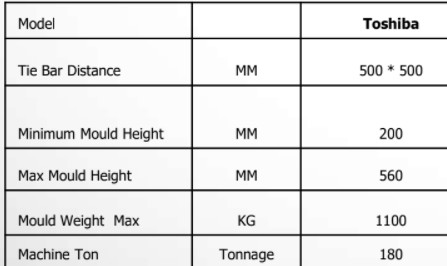 Model Toshiba
Tie Bar Distance MM 500 * 500
Minimum Mould Height MM 200
Max Mould Height MM 560
Mould Weight Max KG 1100
Machine Ton Tonnage 180